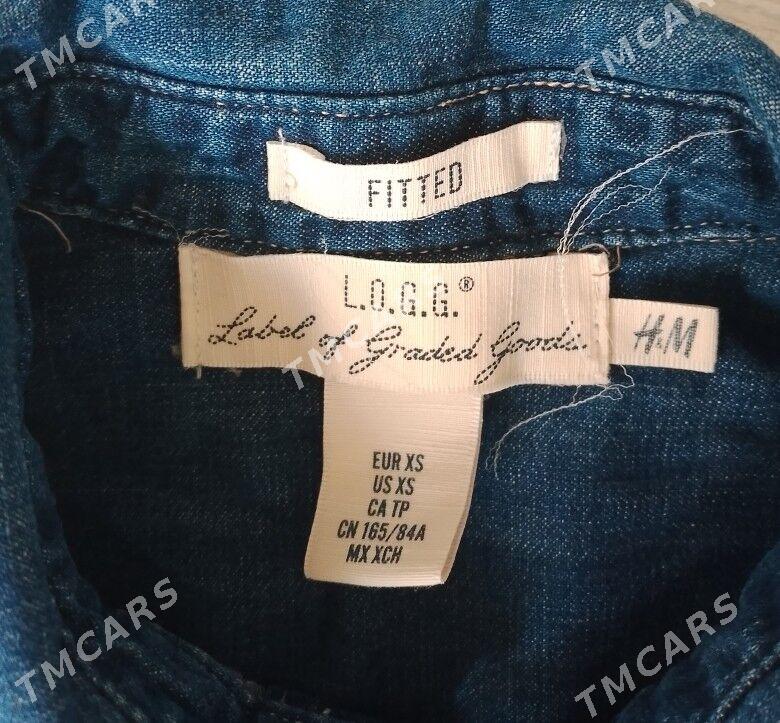 TMCARS
TMCARS
FITTED
L.O.G.G.®
Label of Graded Goods.
H&M
TMCARS
EUR XS
US XS
CA TP
CN 165/84A
MX XCH
TMCARS
TMCARS